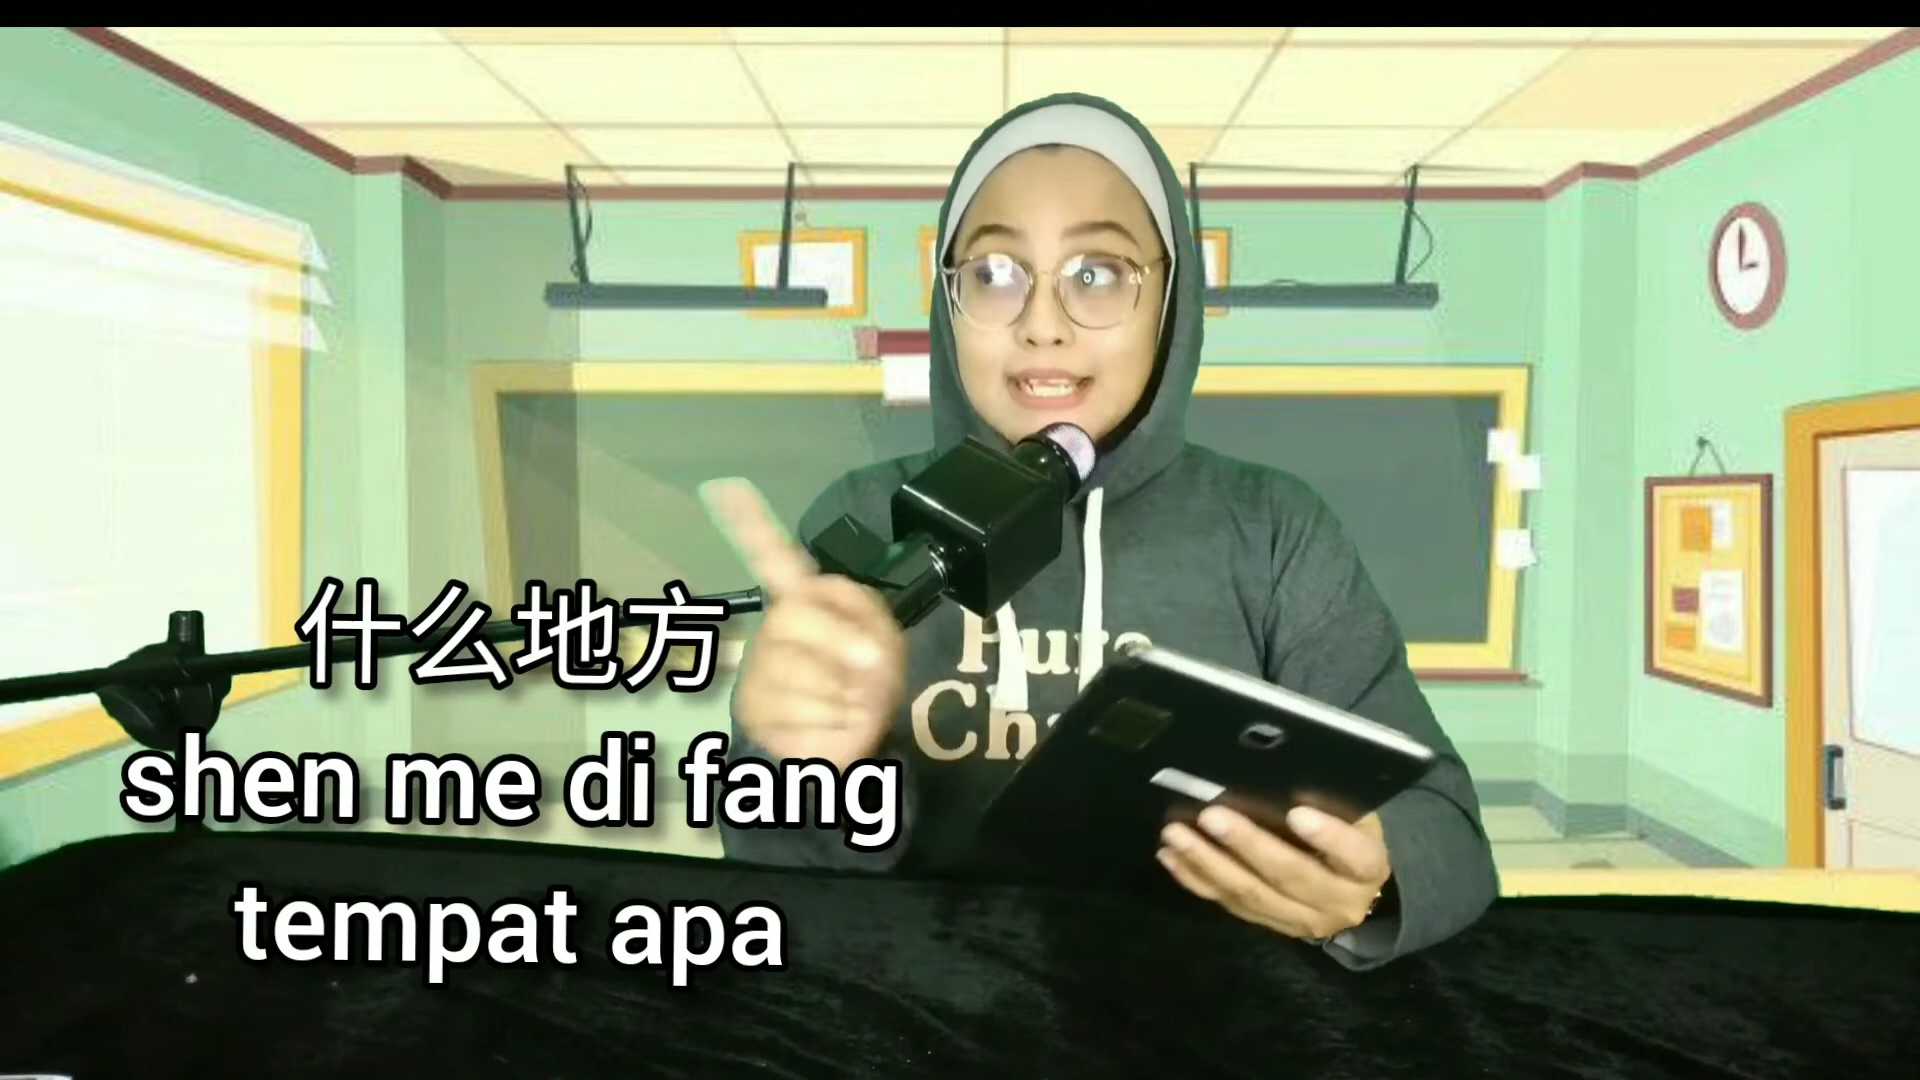 什么地方
shen me di fang
tempat apa